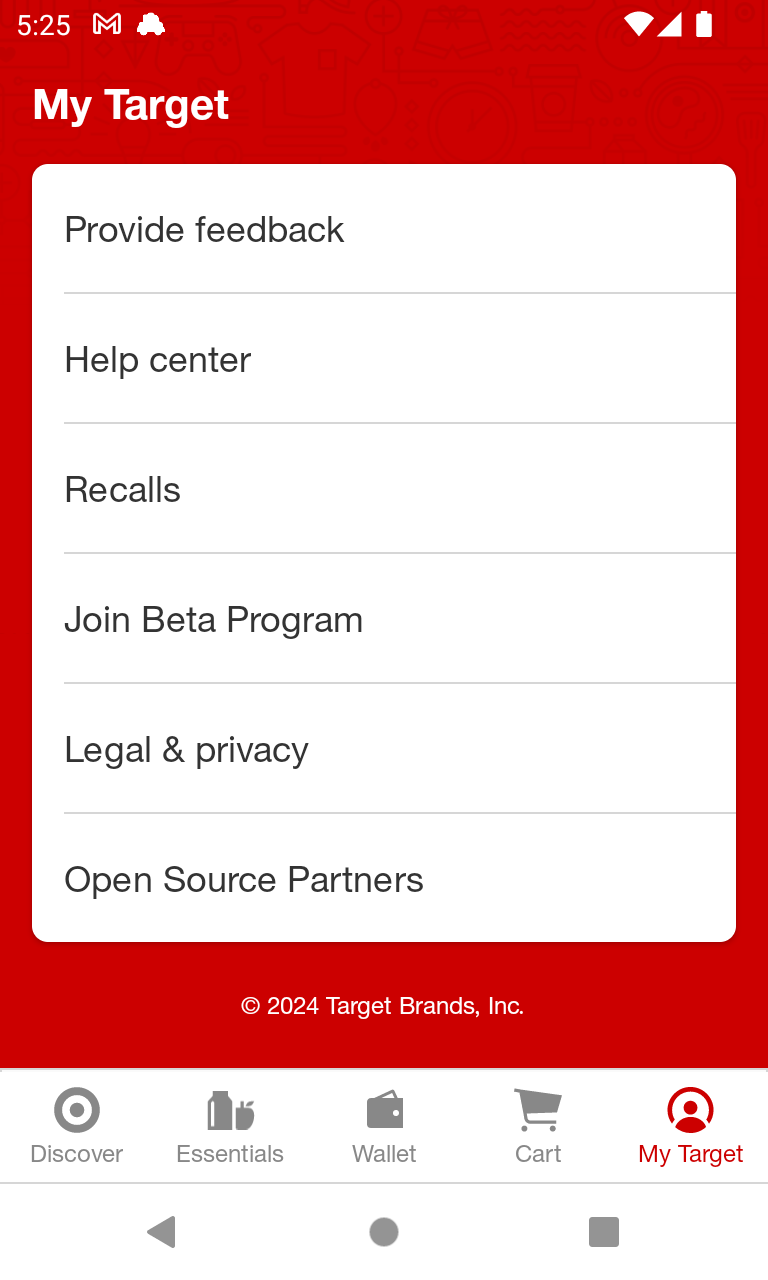 5:25
My Target
Provide feedback
Help center
Recalls
Join Beta Program
Legal & privacy
Open Source Partners
© 2024 Target Brands, Inc.
Discover
Essentials
Wallet
Cart
My Target